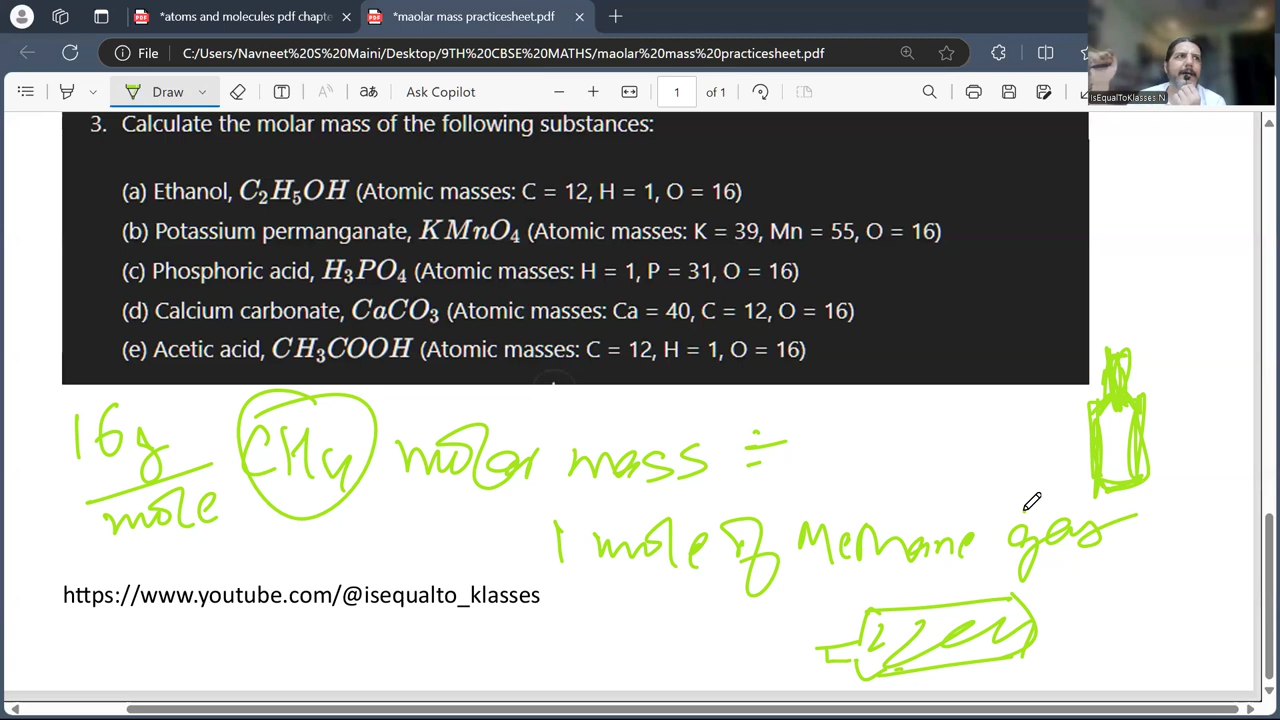 *atoms and molecules pdf chapte
*maolar mass practicesheet.pdf
File
C:/Users/Navneet%20S%20Maini/Desktop/9TH%20CBSE%20MATHS/maolar%20mass%20practicesheet.pdf
Draw
Ask Copilot
1 of 1
IsEqualToKlasses N
3. Calculate the molar mass of the following substances:
(a) Ethanol, C₂H₅OH (Atomic masses: C = 12, H = 1, O = 16)
(b) Potassium permanganate, KMnO₄ (Atomic masses: K = 39, Mn = 55, O = 16)
(c) Phosphoric acid, H₃PO₄ (Atomic masses: H = 1, P = 31, O = 16)
(d) Calcium carbonate, CaCO₃ (Atomic masses: Ca = 40, C = 12, O = 16)
(e) Acetic acid, CH₃COOH (Atomic masses: C = 12, H = 1, O = 16)
16g/mole CH₄ molar mass =
1 mole of Methane gas
https://www.youtube.com/@isequalto_klasses